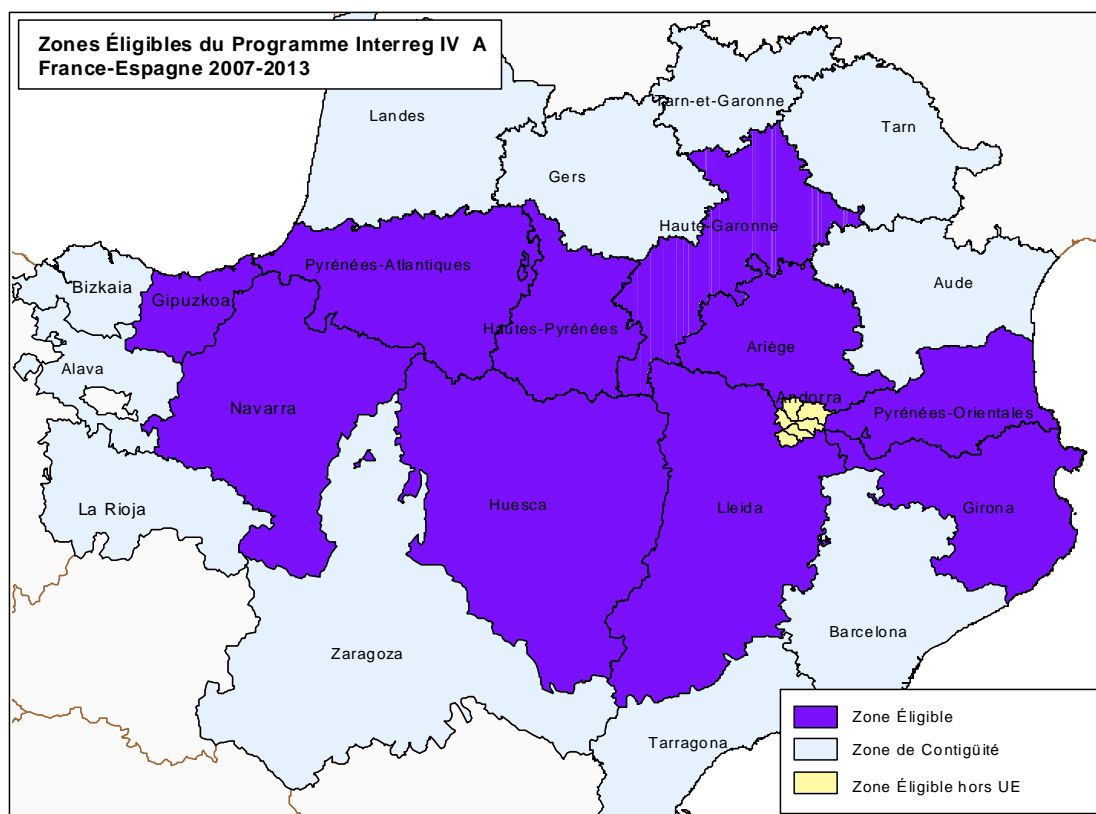 Zones Éligibles du Programme Interreg IV A
France-Espagne 2007-2013
Landes
Tarn-et-Garonne
Tarn
Gers
Haute-Garonne
Pyrénées-Atlantiques
Bizkaia
Gipuzkoa
Aude
Hautes-Pyrénées
Ariège
Alava
Andorra
Navarra
Pyrénées-Orientales
La Rioja
Huesca
Lleida
Girona
Barcelona
Zaragoza
Tarragona
Zone Éligible
Zone de Contigüité
Zone Éligible hors UE